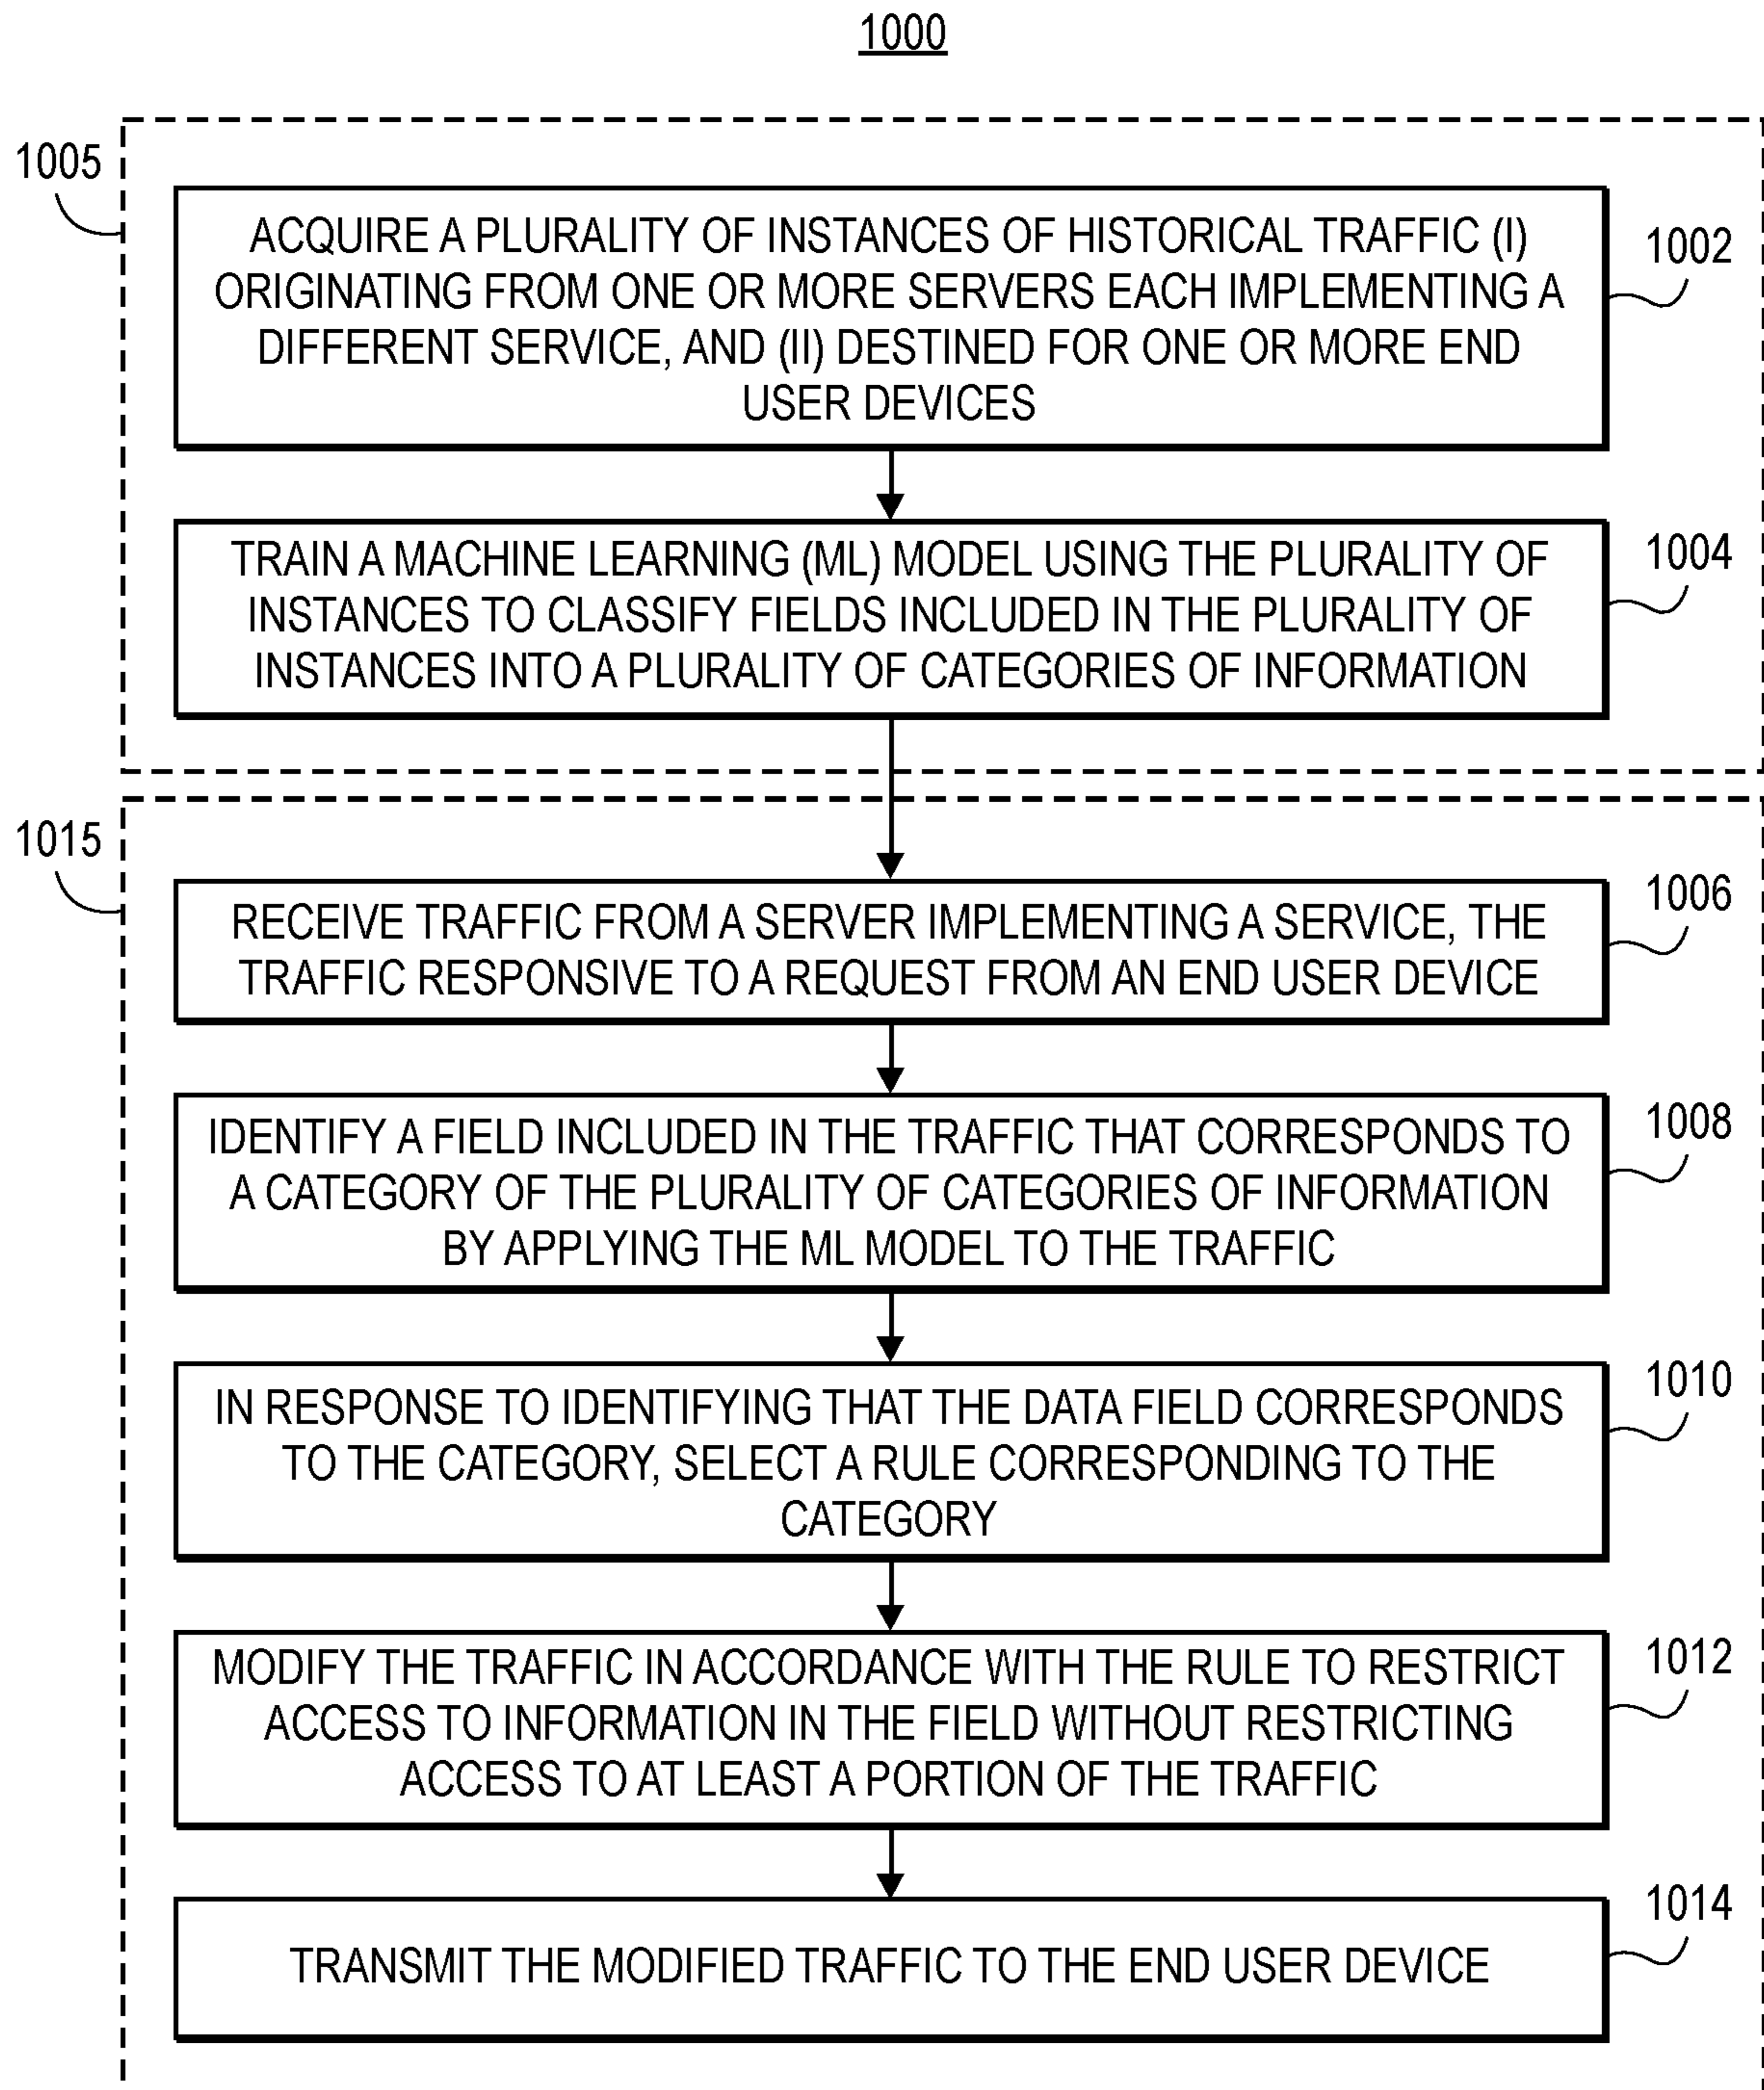 1000
1005
ACQUIRE A PLURALITY OF INSTANCES OF HISTORICAL TRAFFIC (I)
ORIGINATING FROM ONE OR MORE SERVERS EACH IMPLEMENTING A
DIFFERENT SERVICE, AND (II) DESTINED FOR ONE OR MORE END
USER DEVICES
1002
TRAIN A MACHINE LEARNING (ML) MODEL USING THE PLURALITY OF
INSTANCES TO CLASSIFY FIELDS INCLUDED IN THE PLURALITY OF
INSTANCES INTO A PLURALITY OF CATEGORIES OF INFORMATION
1004
1015
RECEIVE TRAFFIC FROM A SERVER IMPLEMENTING A SERVICE, THE
TRAFFIC RESPONSIVE TO A REQUEST FROM AN END USER DEVICE
1006
IDENTIFY A FIELD INCLUDED IN THE TRAFFIC THAT CORRESPONDS TO
A CATEGORY OF THE PLURALITY OF CATEGORIES OF INFORMATION
BY APPLYING THE ML MODEL TO THE TRAFFIC
1008
IN RESPONSE TO IDENTIFYING THAT THE DATA FIELD CORRESPONDS
TO THE CATEGORY, SELECT A RULE CORRESPONDING TO THE
CATEGORY
1010
MODIFY THE TRAFFIC IN ACCORDANCE WITH THE RULE TO RESTRICT
ACCESS TO INFORMATION IN THE FIELD WITHOUT RESTRICTING
ACCESS TO AT LEAST A PORTION OF THE TRAFFIC
1012
TRANSMIT THE MODIFIED TRAFFIC TO THE END USER DEVICE
1014